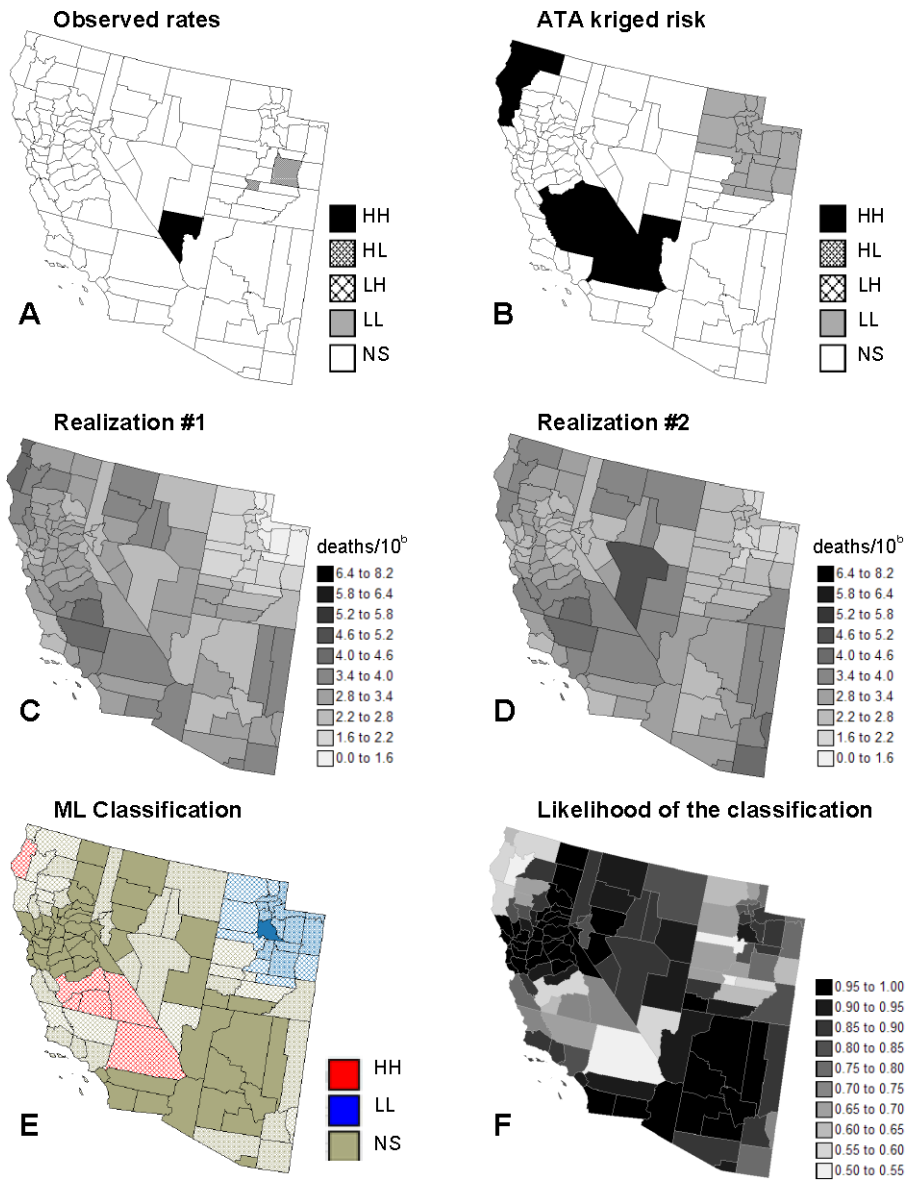 Observed rates
HH
HL
LH
LL
NS
A
ATA kriged risk
HH
HL
LH
LL
NS
B
Realization #1
deaths/10^b
6.4 to 8.2
5.8 to 6.4
5.2 to 5.8
4.6 to 5.2
4.0 to 4.6
3.4 to 4.0
2.8 to 3.4
2.2 to 2.8
1.6 to 2.2
0.0 to 1.6
C
Realization #2
deaths/10^b
6.4 to 8.2
5.8 to 6.4
5.2 to 5.8
4.6 to 5.2
4.0 to 4.6
3.4 to 4.0
2.8 to 3.4
2.2 to 2.8
1.6 to 2.2
0.0 to 1.6
D
ML Classification
HH
LL
NS
E
Likelihood of the classification
0.95 to 1.00
0.90 to 0.95
0.85 to 0.90
0.80 to 0.85
0.75 to 0.80
0.70 to 0.75
0.65 to 0.70
0.60 to 0.65
0.55 to 0.60
0.50 to 0.55
F